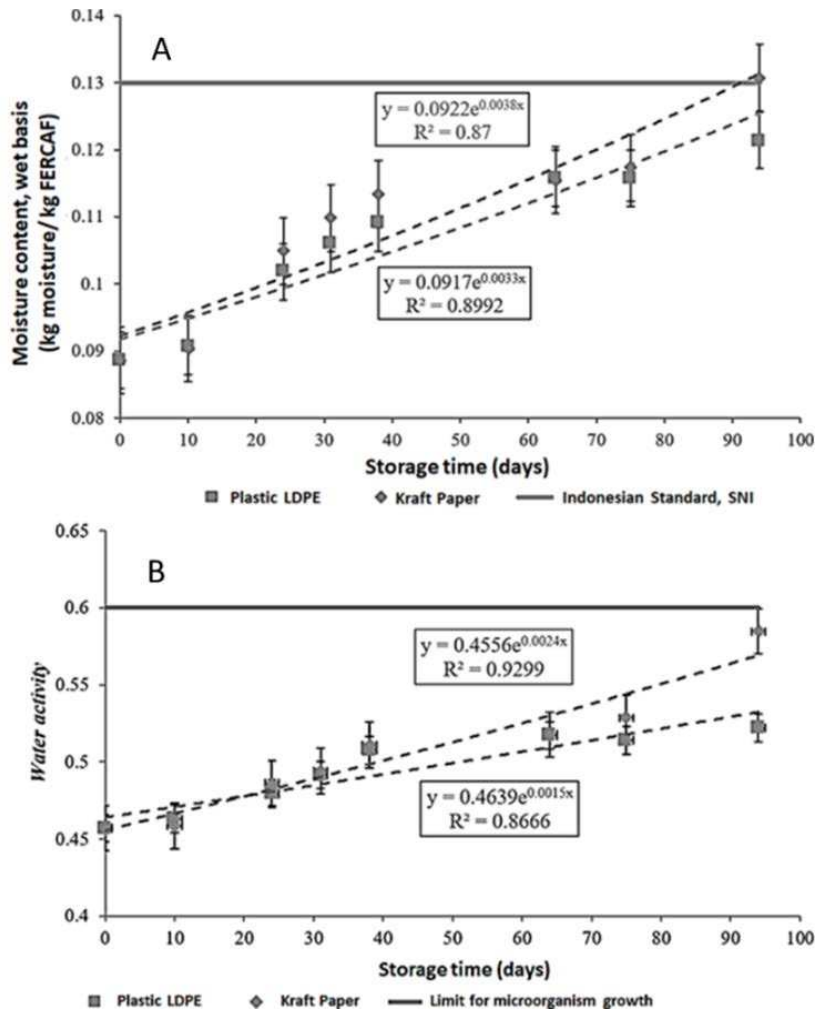 A
Moisture content, wet basis
(kg moisture/ kg FERCAF)
0.14
0.13
0.12
0.11
0.1
0.09
0.08
y = 0.0922e^0.0038x
R² = 0.87
y = 0.0917e^0.0033x
R² = 0.8992
0 10 20 30 40 50 60 70 80 90 100
Storage time (days)
Plastic LDPE Kraft Paper Indonesian Standard, SNI
B
Water activity
0.65
0.6
0.55
0.5
0.45
0.4
y = 0.4556e^0.0024x
R² = 0.9299
y = 0.4639e^0.0015x
R² = 0.8666
0 10 20 30 40 50 60 70 80 90 100
Storage time (days)
Plastic LDPE Kraft Paper Limit for microorganism growth